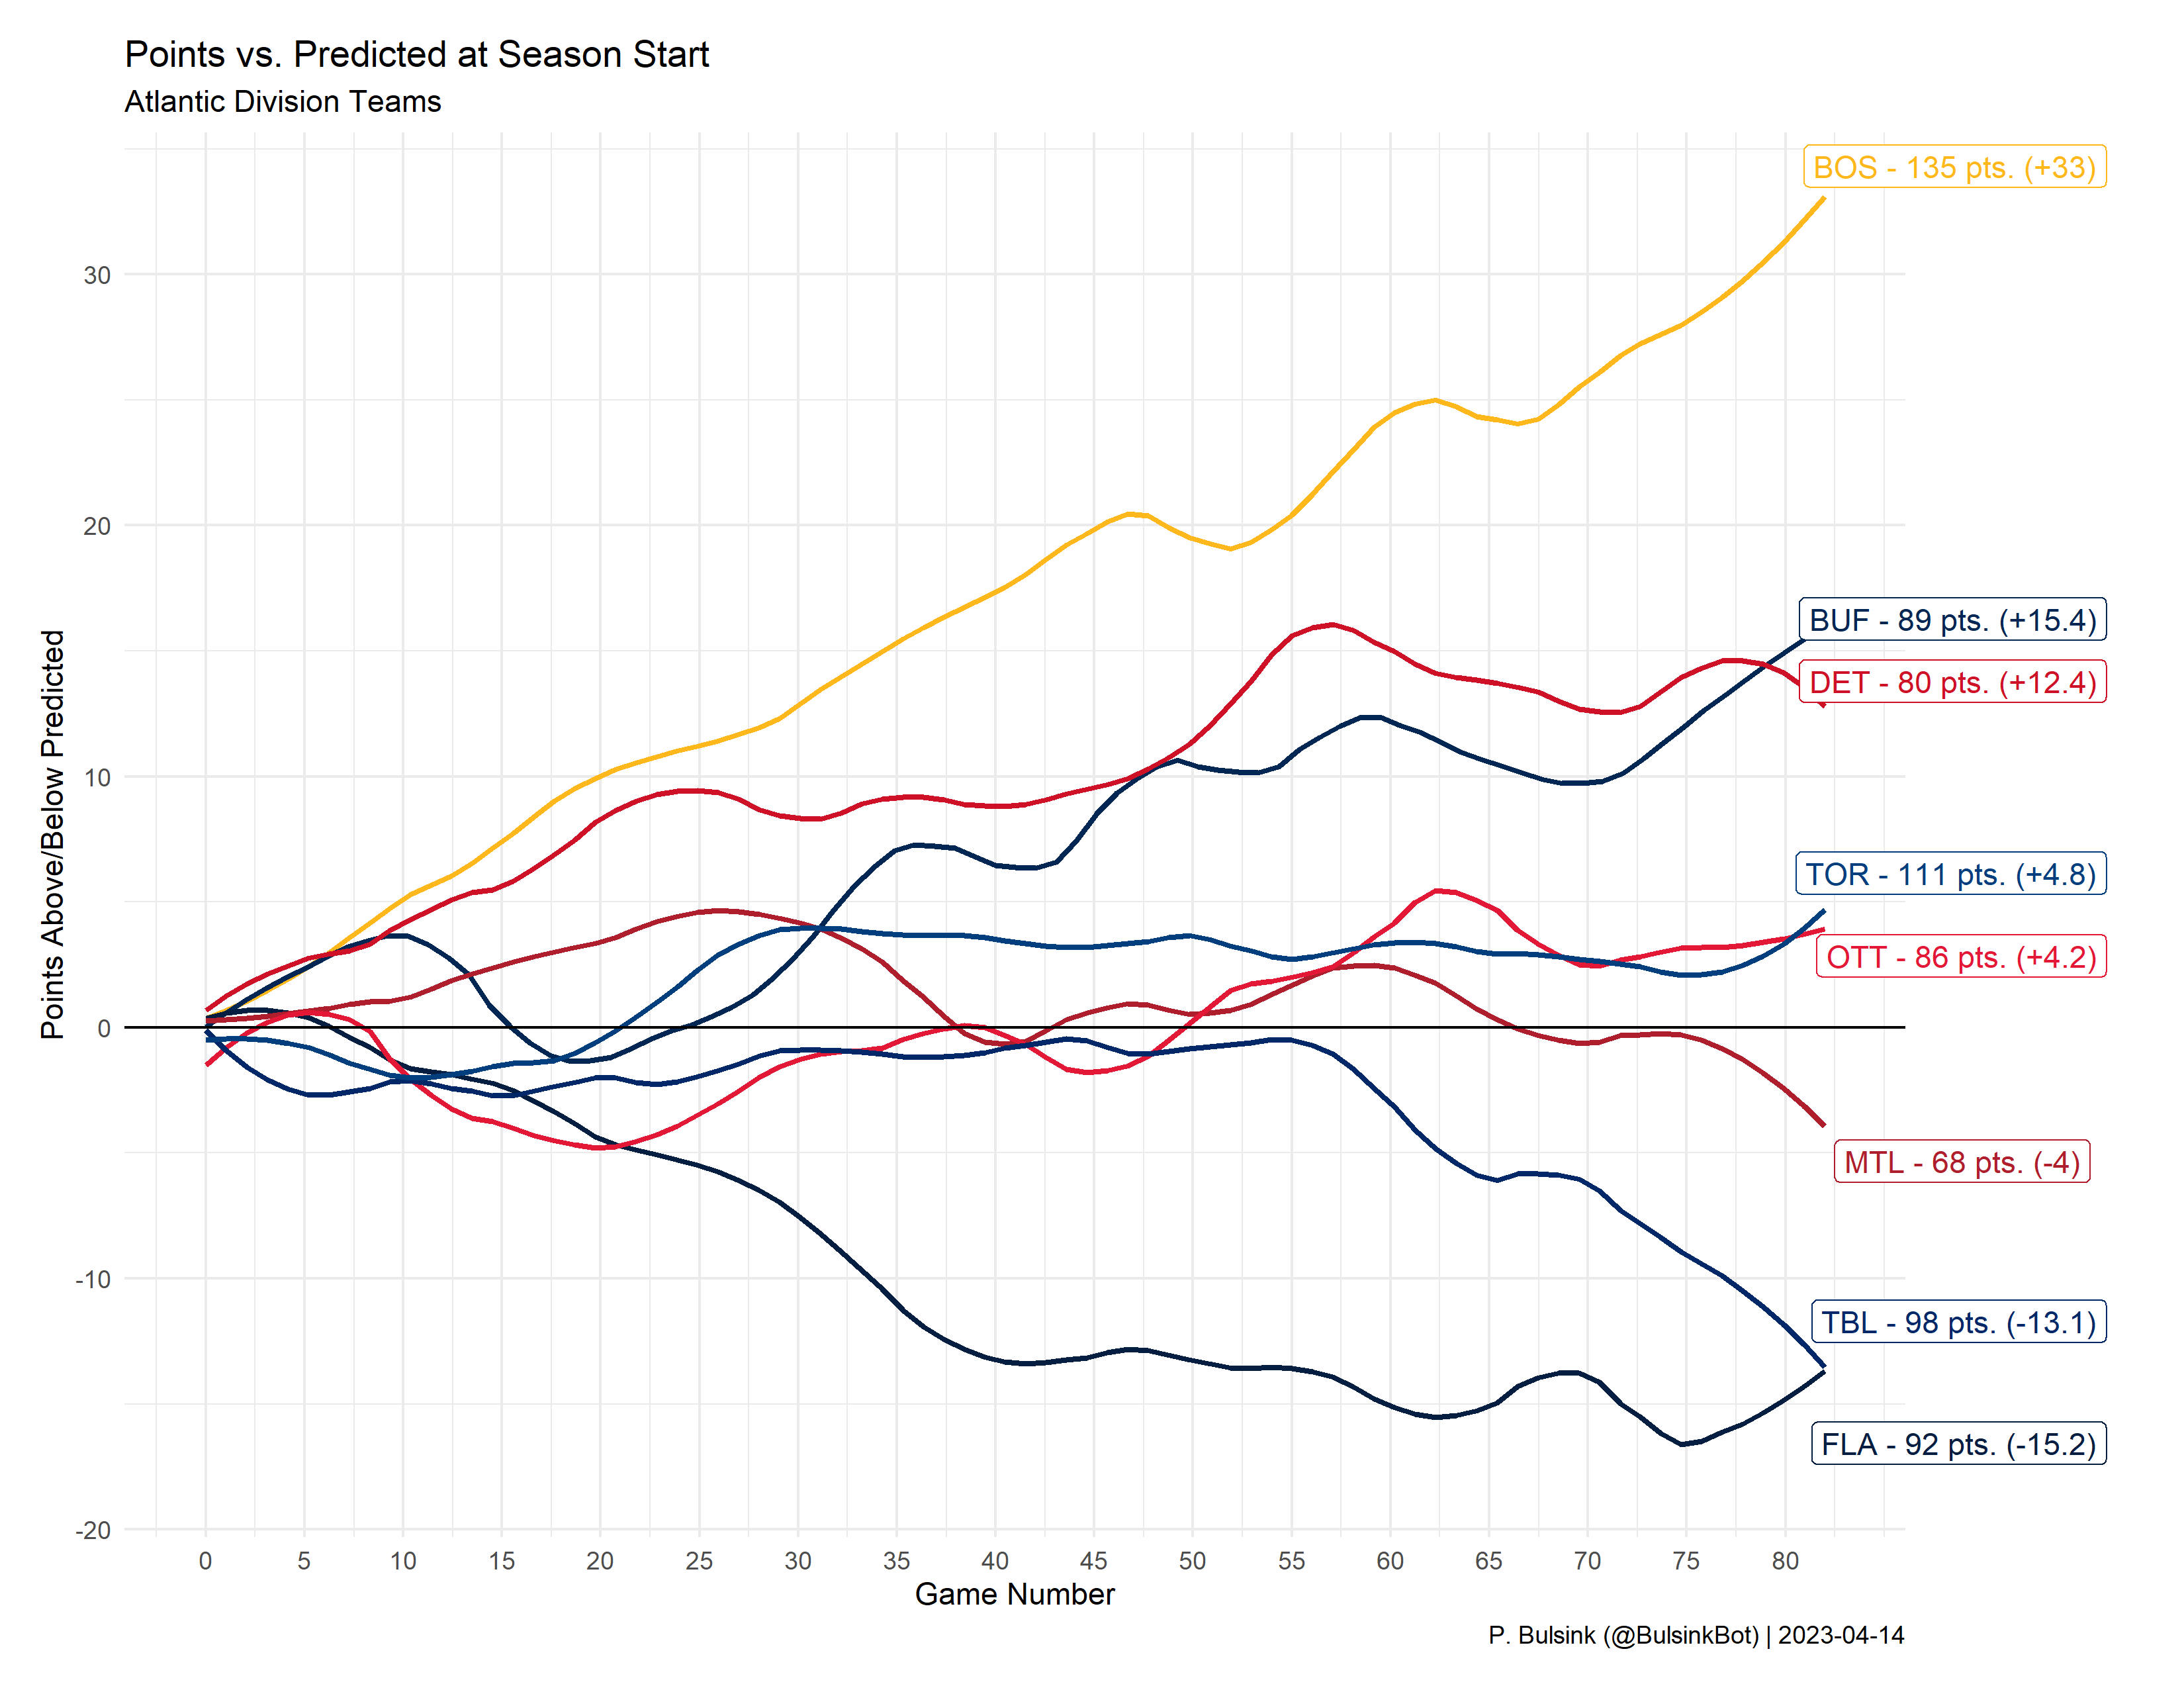 Points vs. Predicted at Season Start
Atlantic Division Teams
Points Above/Below Predicted
30
20
10
0
-10
-20
BOS - 135 pts. (+33)
BUF - 89 pts. (+15.4)
DET - 80 pts. (+12.4)
TOR - 111 pts. (+4.8)
OTT - 86 pts. (+4.2)
MTL - 68 pts. (-4)
TBL - 98 pts. (-13.1)
FLA - 92 pts. (-15.2)
0 5 10 15 20 25 30 35 40 45 50 55 60 65 70 75 80
Game Number
P. Bulsink (@BulsinkBot) | 2023-04-14